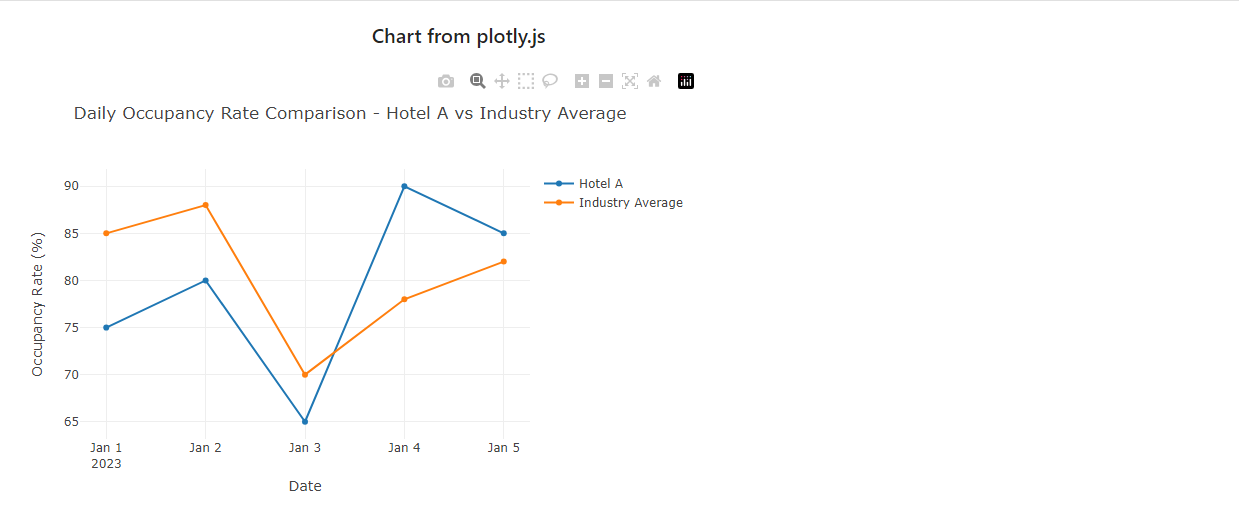 Chart from plotly.js
Daily Occupancy Rate Comparison - Hotel A vs Industry Average
90
85
80
75
70
65
Occupancy Rate (%)
Jan 1 Jan 2 Jan 3 Jan 4 Jan 5
2023
Date
Hotel A
Industry Average